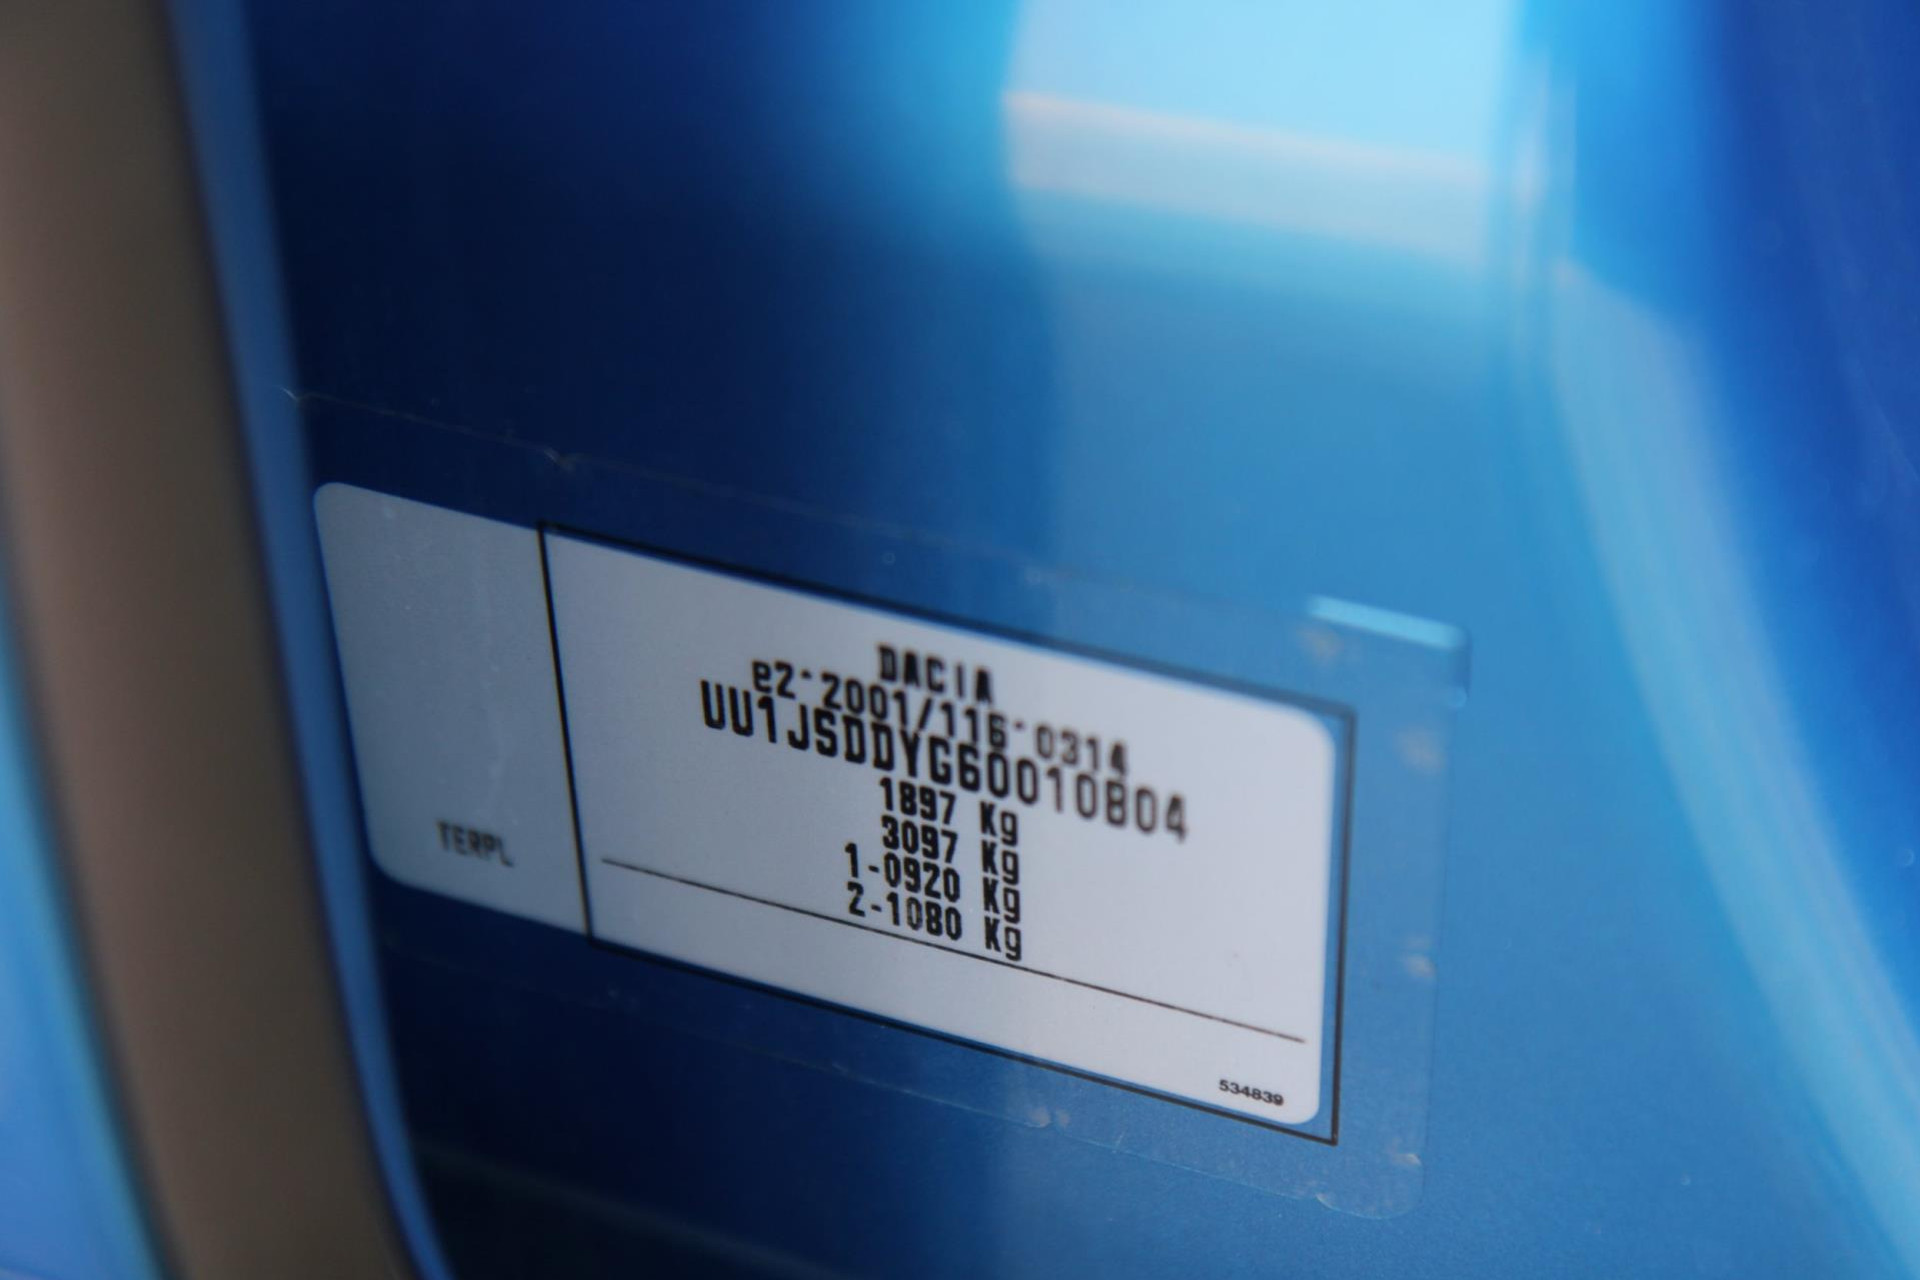 DACIA
e2*2001/116*0314
UU1JSDDYG60010804
1897 Kg
3097 Kg
1-0920 Kg
2-1080 Kg
TERPL
534839